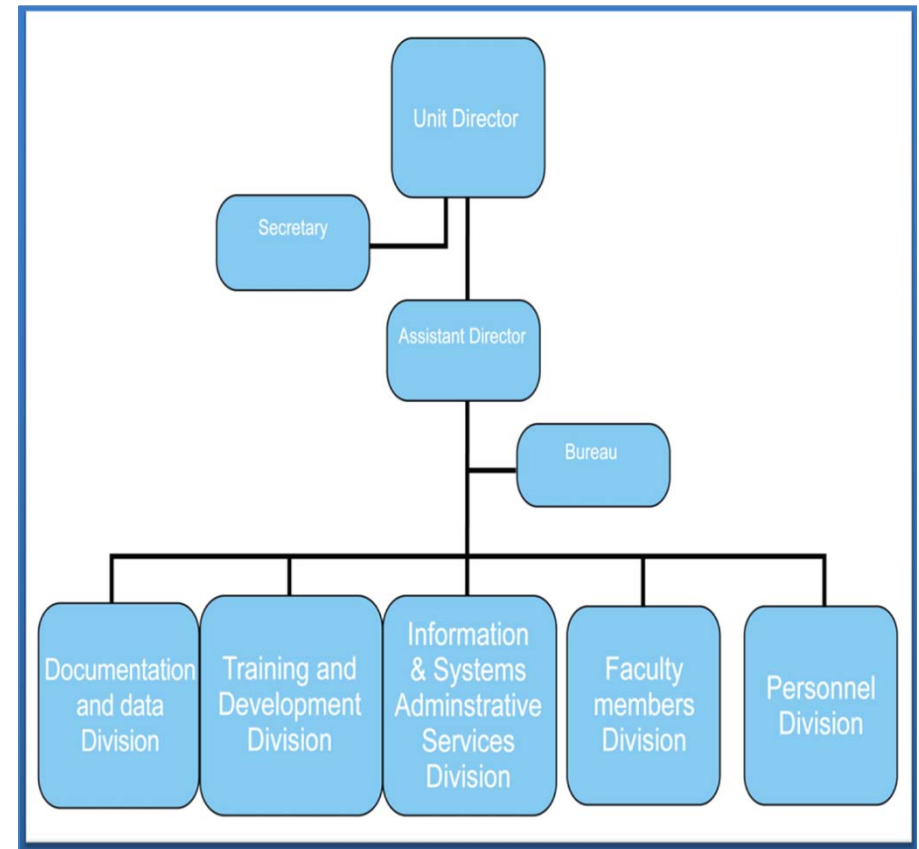 Unit Director
Secretary
Assistant Director
Bureau
Documentation
and data
Division
Training and
Development
Division
Information
& Systems
Adminstrative
Services
Division
Faculty
members
Division
Personnel
Division